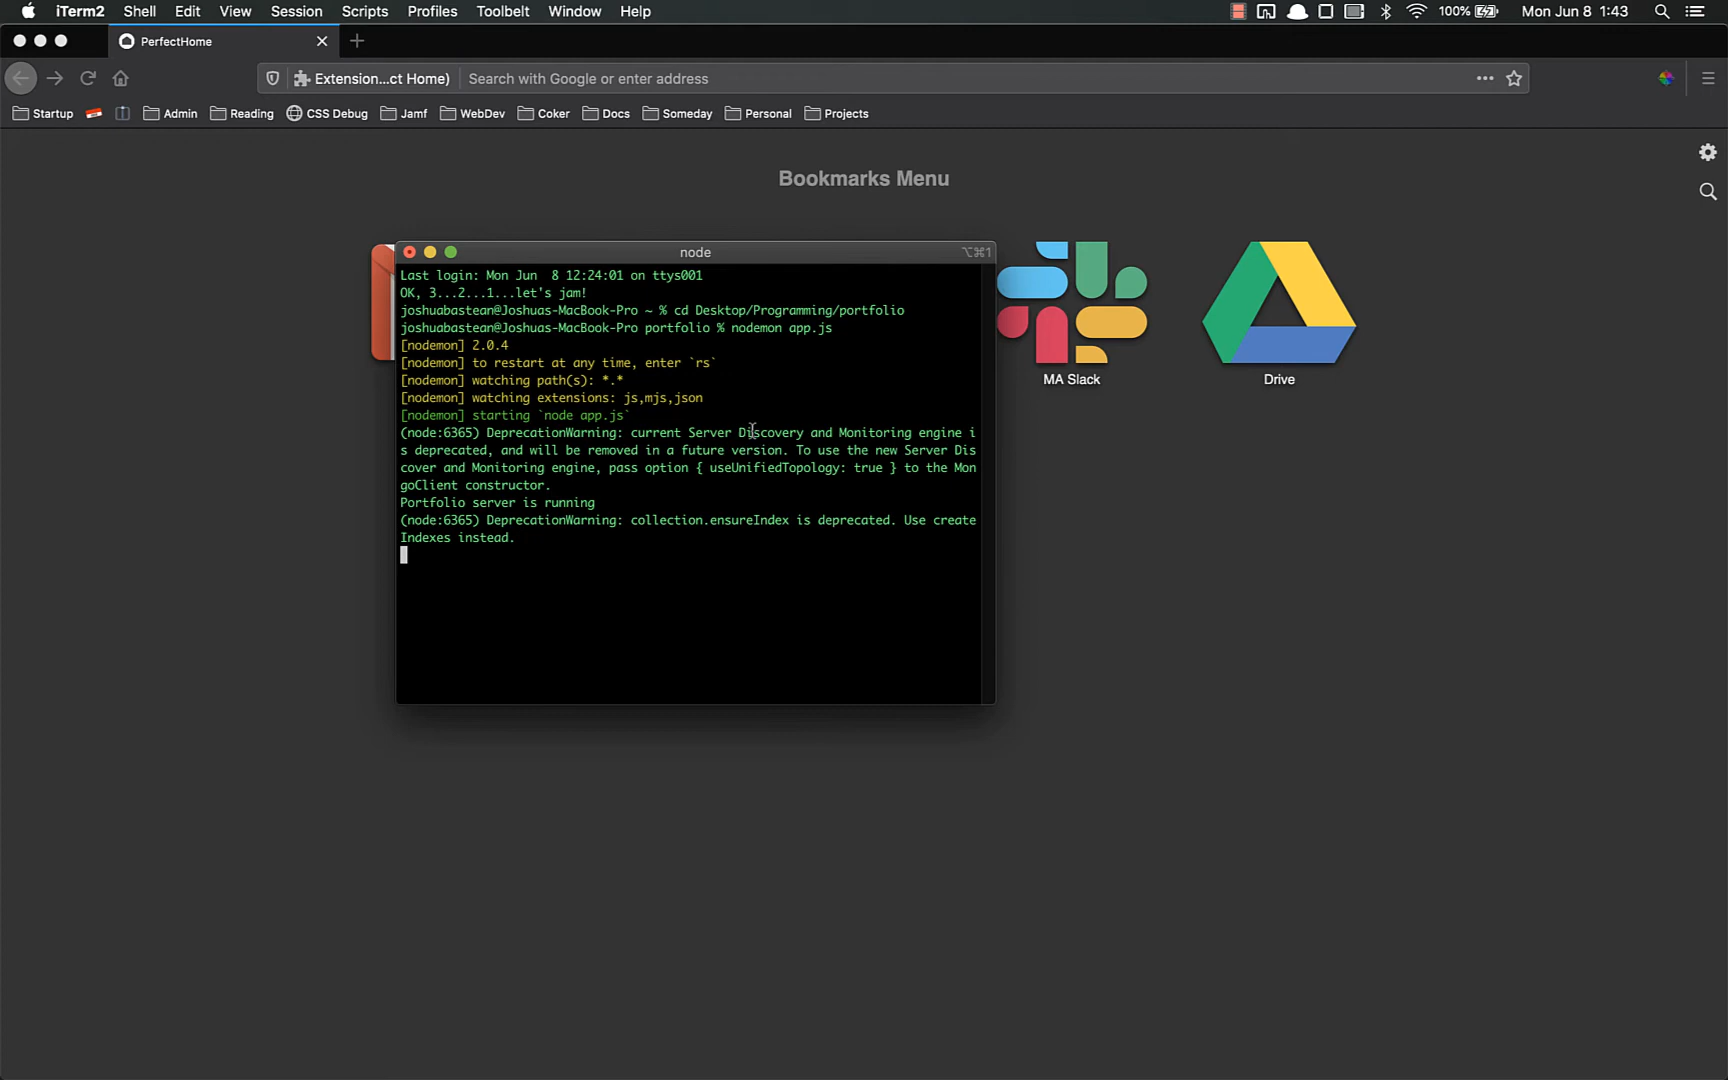 iTerm2 Shell Edit View Session Scripts Profiles Toolbelt Window Help 100% Mon Jun 8 1:43
PerfectHome
Extension...ct Home) Search with Google or enter address
Startup Admin Reading CSS Debug Jamf WebDev Coker Docs Someday Personal Projects
Bookmarks Menu
node ⌥⌘1
Last login: Mon Jun  8 12:24:01 on ttys001
OK, 3...2...1...let's jam!
joshuabastean@Joshuas-MacBook-Pro ~ % cd Desktop/Programming/portfolio
joshuabastean@Joshuas-MacBook-Pro portfolio % nodemon app.js
[nodemon] 2.0.4
[nodemon] to restart at any time, enter `rs`
[nodemon] watching path(s): *.*
[nodemon] watching extensions: js,mjs,json
[nodemon] starting `node app.js`
(node:6365) DeprecationWarning: current Server Discovery and Monitoring engine i
s deprecated, and will be removed in a future version. To use the new Server Dis
cover and Monitoring engine, pass option { useUnifiedTopology: true } to the Mon
goClient constructor.
Portfolio server is running
(node:6365) DeprecationWarning: collection.ensureIndex is deprecated. Use create
Indexes instead.
MA Slack
Drive